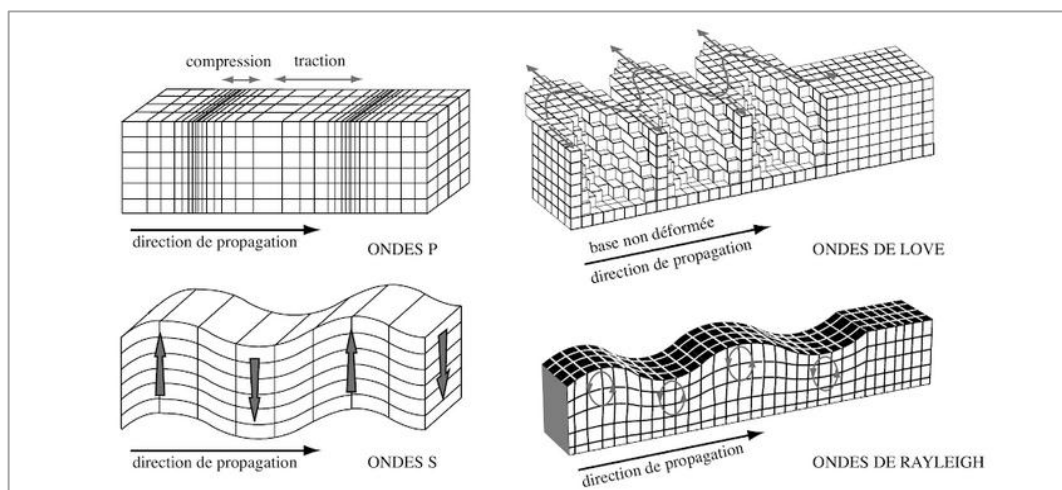 compression
traction
direction de propagation
ONDES P
base non déformée
direction de propagation
ONDES DE LOVE
direction de propagation
ONDES S
direction de propagation
ONDES DE RAYLEIGH